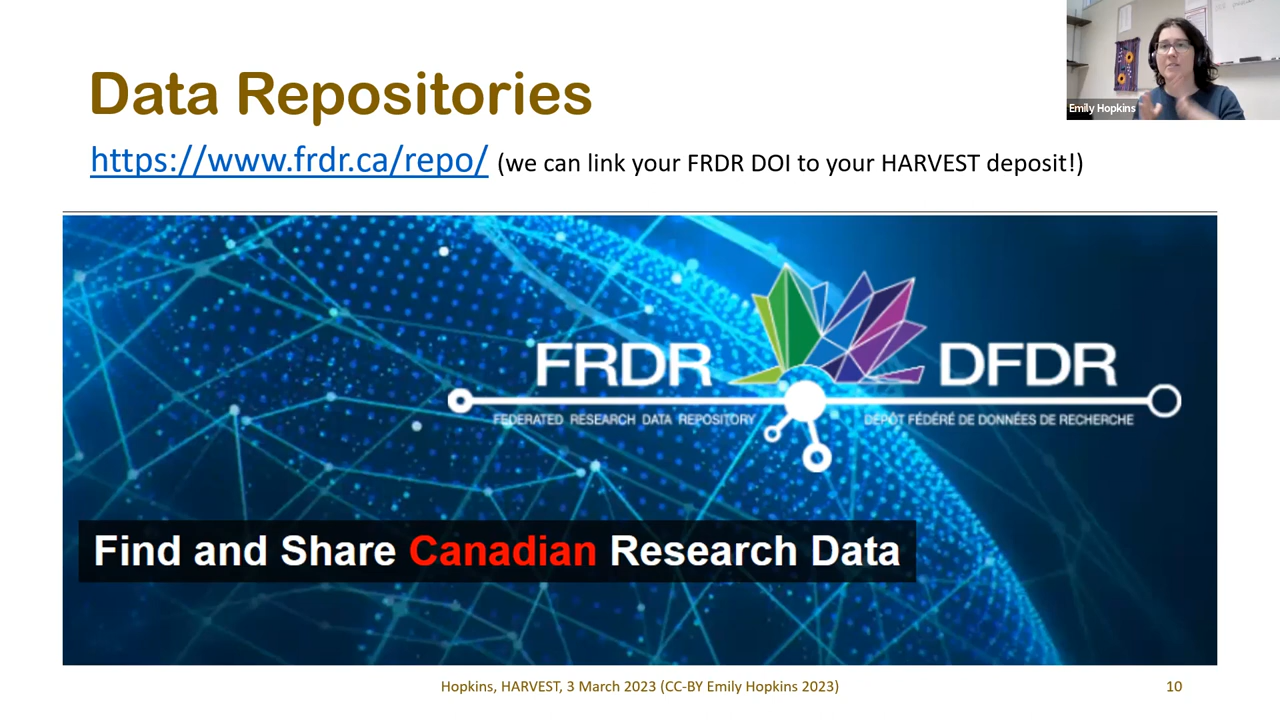 Data Repositories
https://www.frdr.ca/repo/ (we can link your FRDR DOI to your HARVEST deposit!)
Emily Hopkins
FRDR DFDR
FEDERATED RESEARCH DATA REPOSITORY DÉPÔT FÉDÉRÉ DE DONNÉES DE RECHERCHE
Find and Share Canadian Research Data
Hopkins, HARVEST, 3 March 2023 (CC-BY Emily Hopkins 2023) 10